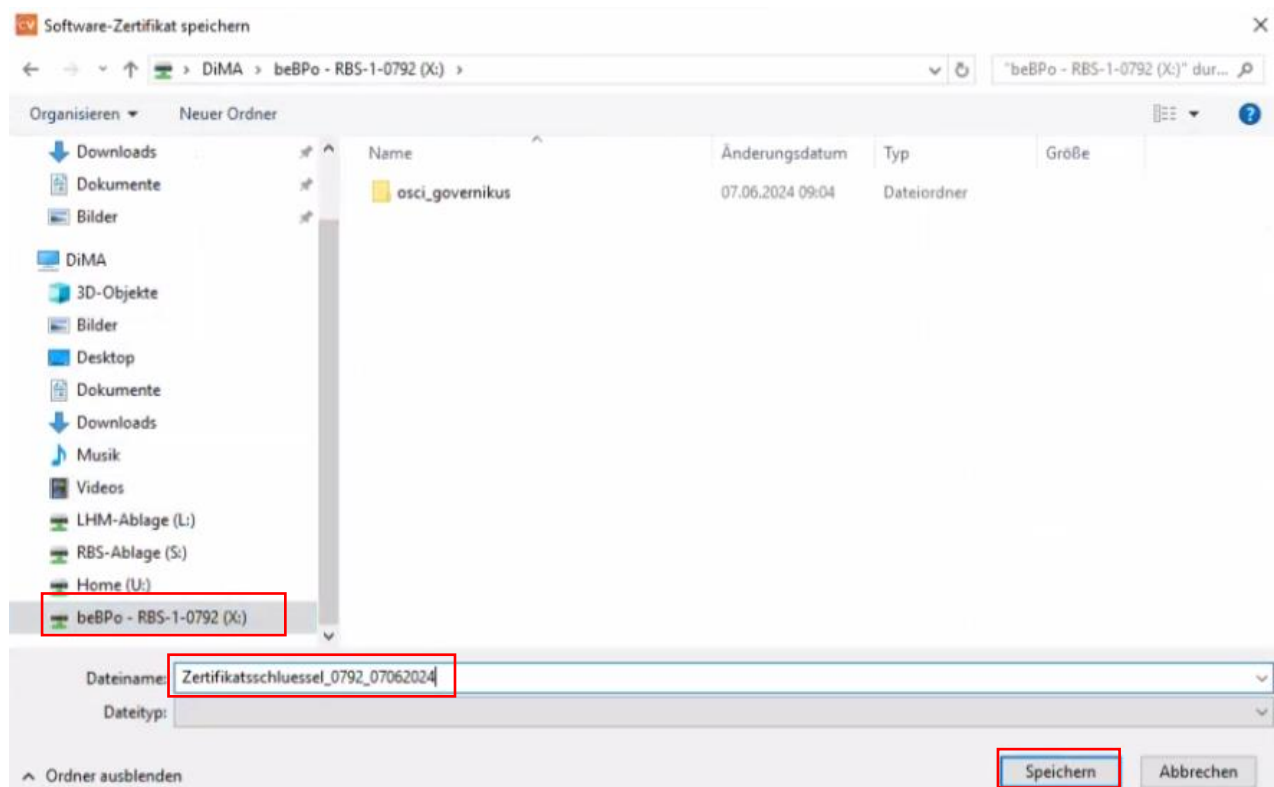 CV Software-Zertifikat speichern
DiMA > beBPo - RBS-1-0792 (X:) >
"beBPo - RBS-1-0792 (X:)" dur...
Organisieren Neuer Ordner
Downloads
Dokumente
Bilder
DiMA
3D-Objekte
Bilder
Desktop
Dokumente
Downloads
Musik
Videos
LHM-Ablage (L:)
RBS-Ablage (S:)
Home (U:)
beBPo - RBS-1-0792 (X:)
Name Änderungsdatum Typ Größe
osci_governikus 07.06.2024 09:04 Dateiordner
Dateiname: Zertifikatsschluessel_0792_07062024
Dateityp:
Ordner ausblenden
Speichern Abbrechen